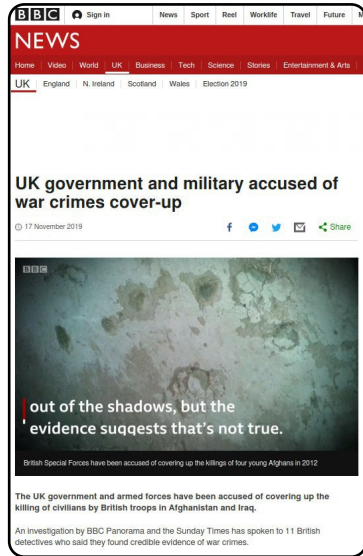 BBC Sign in News Sport Reel Worklife Travel Future
NEWS
Home Video World UK Business Tech Science Stories Entertainment & Arts
UK England N. Ireland Scotland Wales Election 2019
UK government and military accused of
war crimes cover-up
17 November 2019 Share
BBC
out of the shadows, but the
evidence suggests that's not true.
British Special Forces have been accused of covering up the killings of four young Afghans in 2012
The UK government and armed forces have been accused of covering up the
killing of civilians by British troops in Afghanistan and Iraq.
An investigation by BBC Panorama and the Sunday Times has spoken to 11 British
detectives who said they found credible evidence of war crimes.